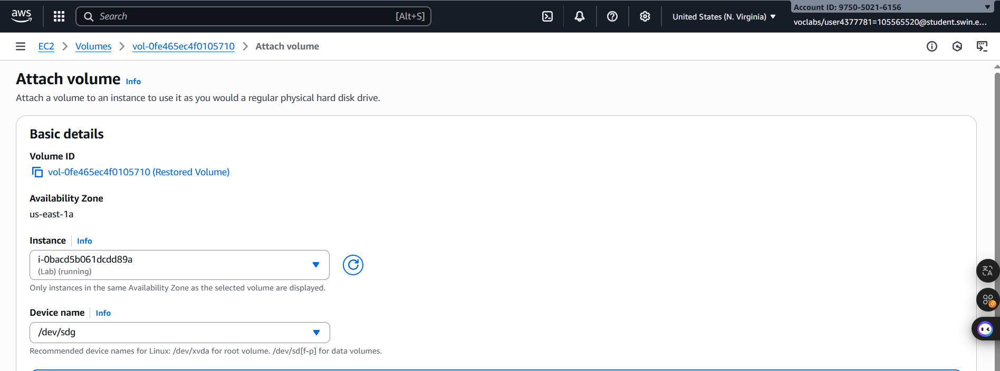 aws
Search [Alt+S]
United States (N. Virginia)
Account ID: 9750-5021-6156
voclabs/user4377781=105565520@student.swin.e...
EC2 > Volumes > vol-0fe465ec4f0105710 > Attach volume
Attach volume Info
Attach a volume to an instance to use it as you would a regular physical hard disk drive.
Basic details
Volume ID
vol-0fe465ec4f0105710 (Restored Volume)
Availability Zone
us-east-1a
Instance Info
i-0bacd5b061dcdd89a
(Lab) (running)
Only instances in the same Availability Zone as the selected volume are displayed.
Device name Info
/dev/sdg
Recommended device names for Linux: /dev/xvda for root volume. /dev/sd[f-p] for data volumes.